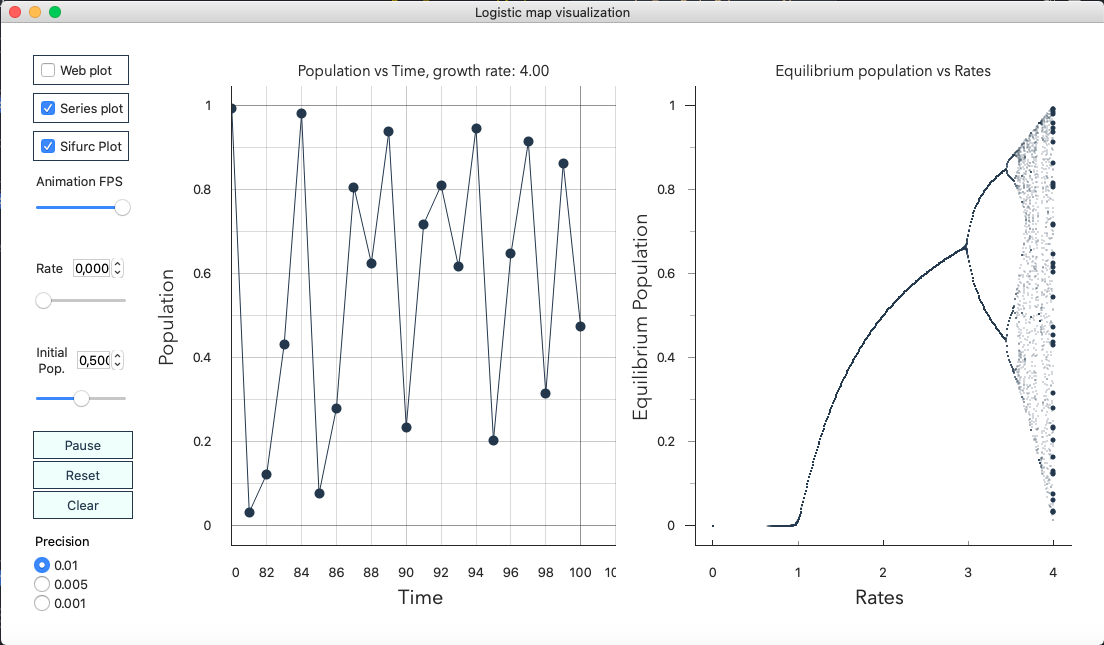 Logistic map visualization
Web plot
Series plot
Sifurc Plot
Animation FPS
Rate 0,000
Initial
Pop. 0,500
Pause
Reset
Clear
Precision
0.01
0.005
0.001
Population vs Time, growth rate: 4.00
Population
1
0.8
0.6
0.4
0.2
0
0 82 84 86 88 90 92 94 96 98 100 10
Time
Equilibrium population vs Rates
Equilibrium Population
1
0.8
0.6
0.4
0.2
0
0 1 2 3 4
Rates